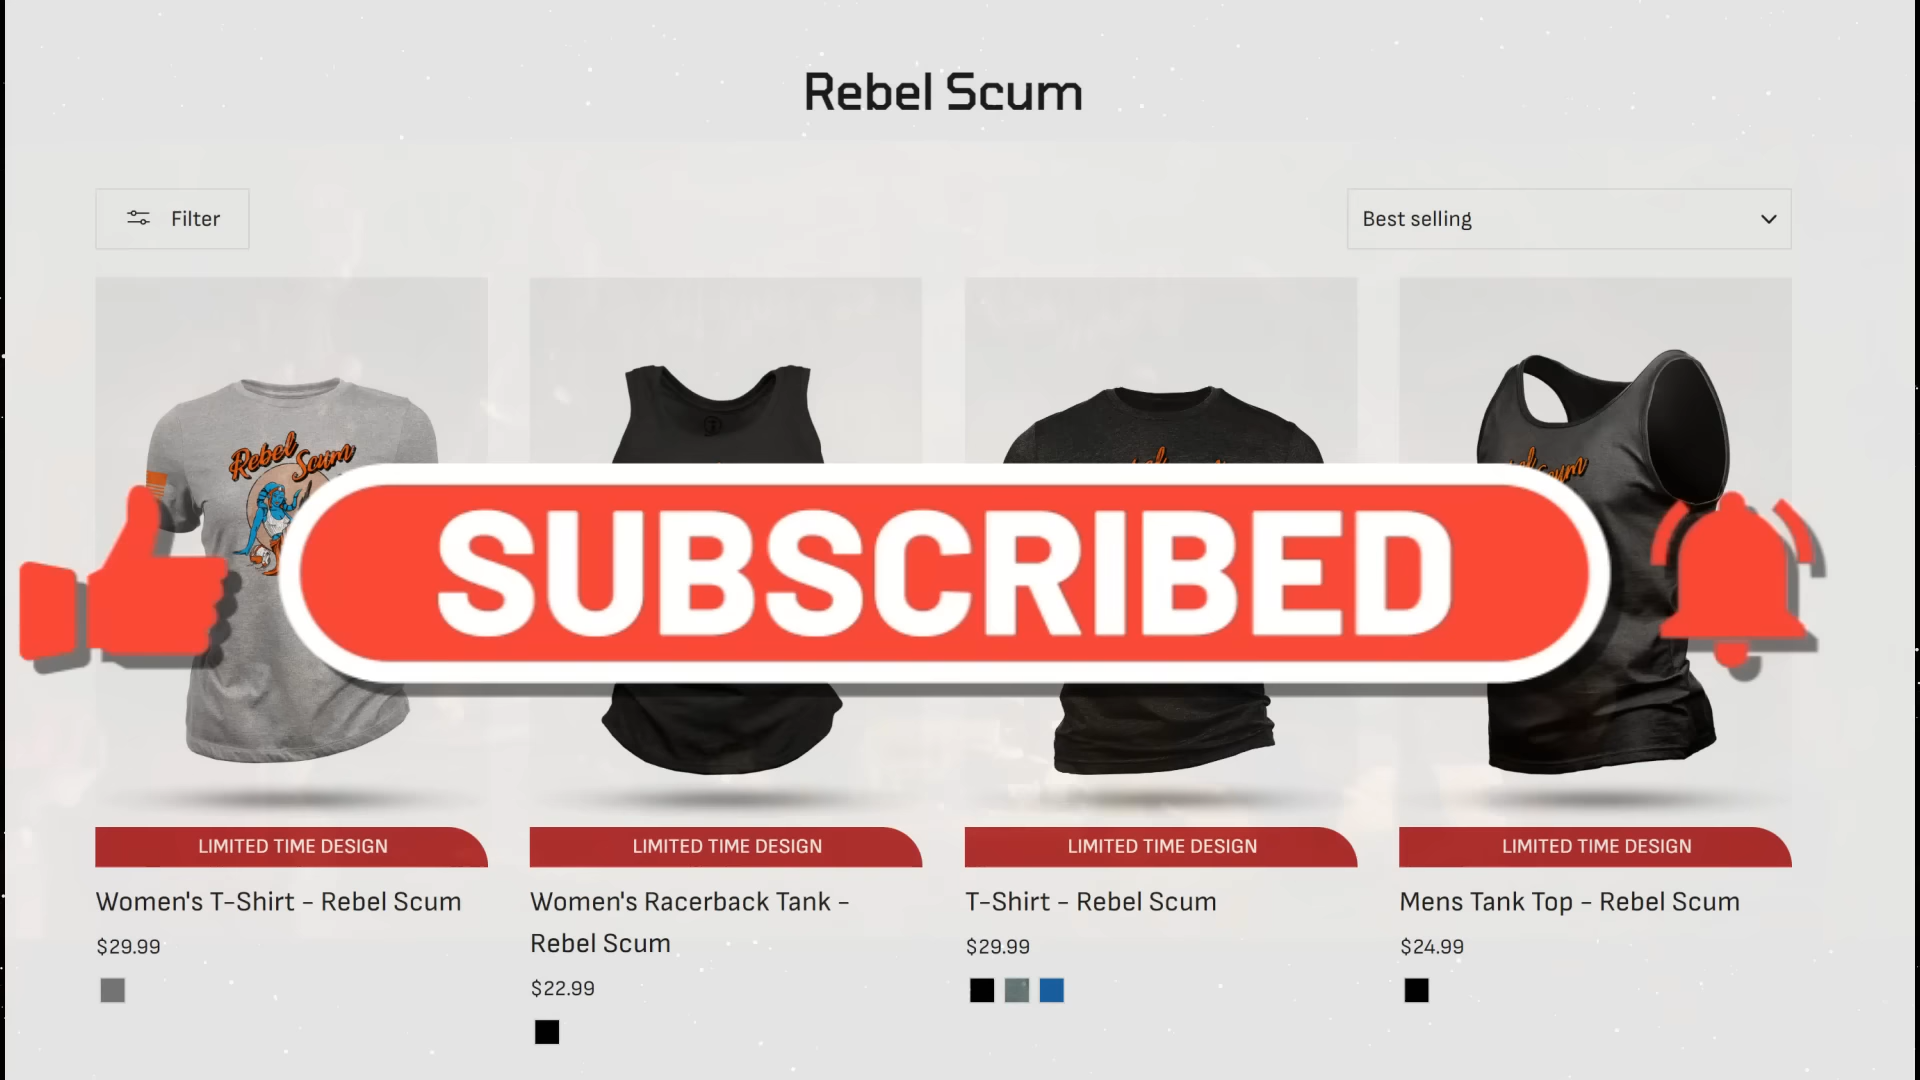 Rebel Scum
Filter
Best selling
Rebel
Scum
SUBSCRIBED
LIMITED TIME DESIGN
LIMITED TIME DESIGN
LIMITED TIME DESIGN
LIMITED TIME DESIGN
Women's T-Shirt - Rebel Scum
$29.99
Women's Racerback Tank -
Rebel Scum
$22.99
T-Shirt - Rebel Scum
$29.99
Mens Tank Top - Rebel Scum
$24.99